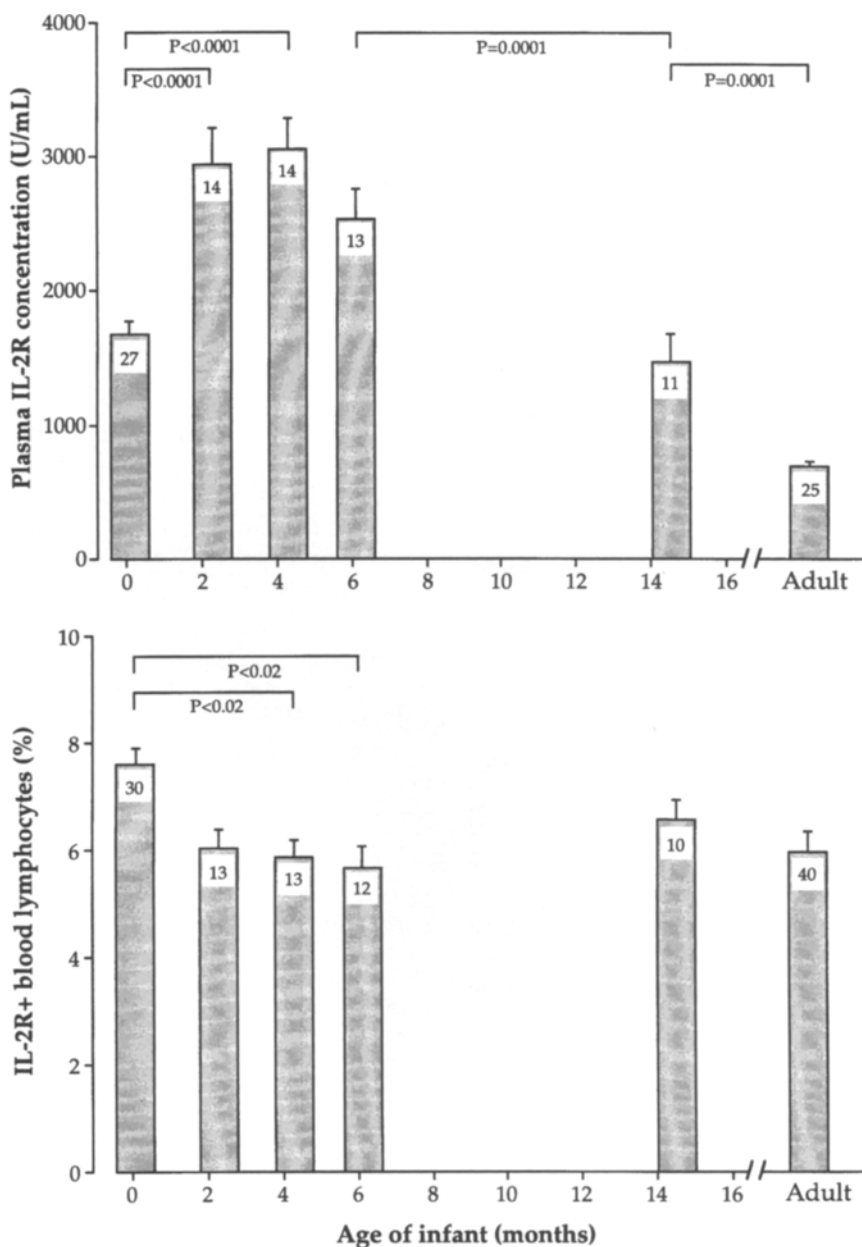 4000
P<0.0001
P<0.0001
P=0.0001
P=0.0001
3000
2000
1000
0
Plasma IL-2R concentration (U/mL)
27
14
14
13
11
25
0 2 4 6 8 10 12 14 16 Adult
10
P<0.02
P<0.02
8
6
4
2
0
IL-2R+ blood lymphocytes (%)
30
13
13
12
10
40
0 2 4 6 8 10 12 14 16 Adult
Age of infant (months)